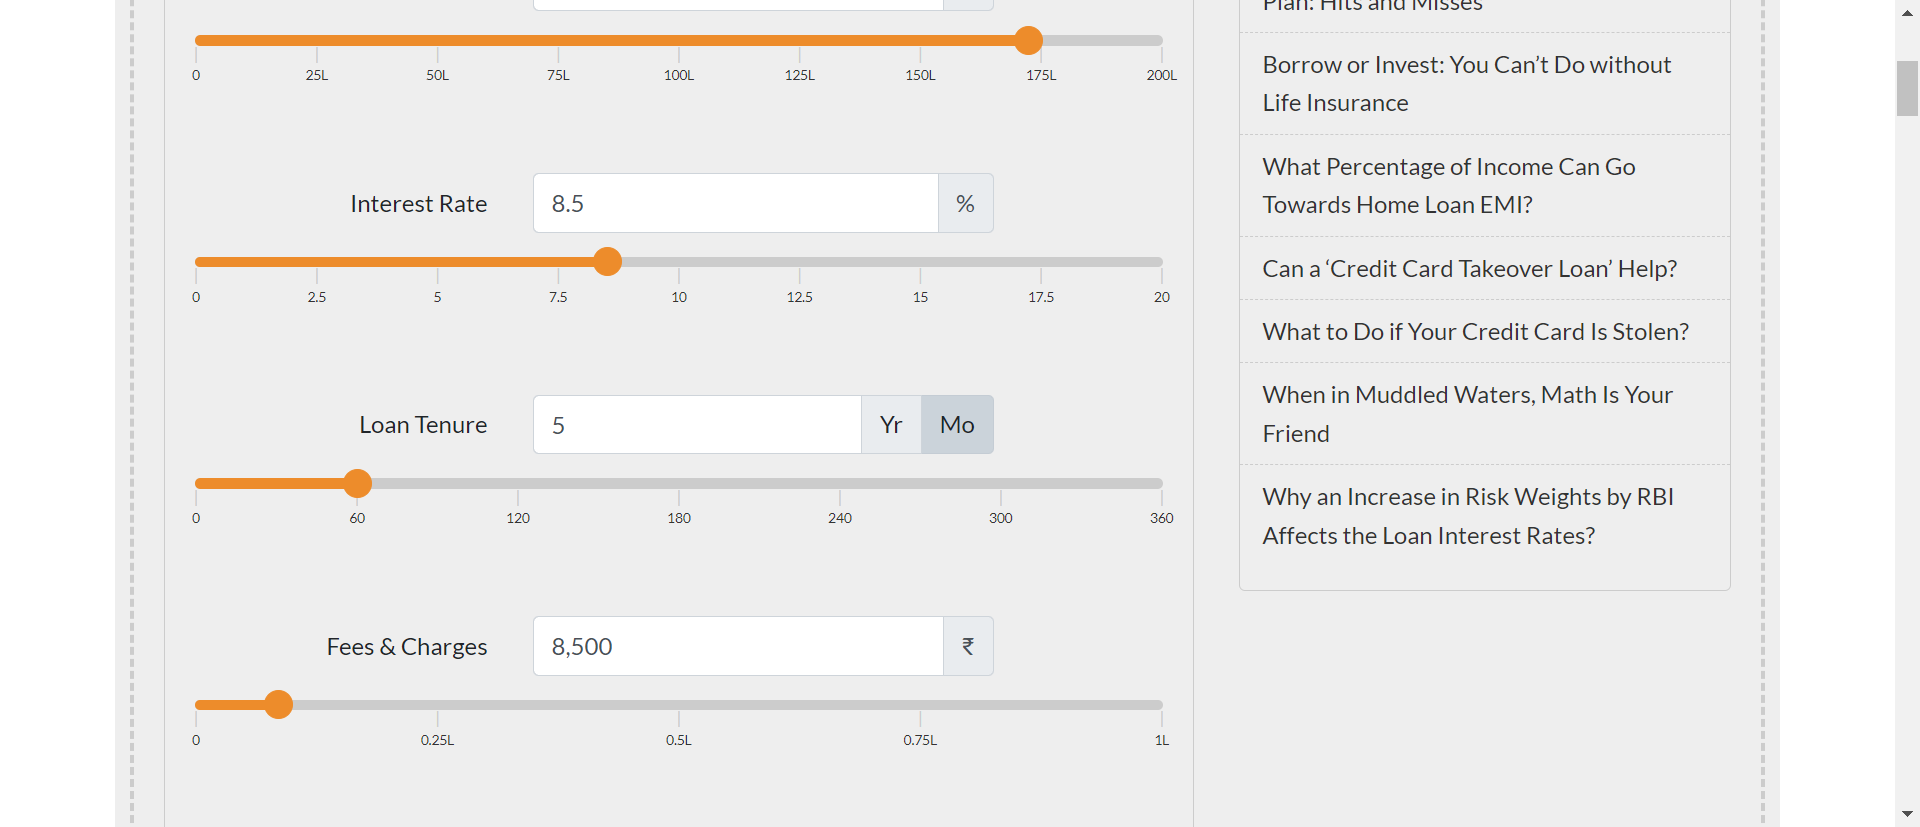 0 25L 50L 75L 100L 125L 150L 175L 200L
Interest Rate 8.5 %
0 2.5 5 7.5 10 12.5 15 17.5 20
Loan Tenure 5 Yr Mo
0 60 120 180 240 300 360
Fees & Charges 8,500 ₹
0 0.25L 0.5L 0.75L 1L
Plan: Hits and Misses
Borrow or Invest: You Can’t Do without
Life Insurance
What Percentage of Income Can Go
Towards Home Loan EMI?
Can a ‘Credit Card Takeover Loan’ Help?
What to Do if Your Credit Card Is Stolen?
When in Muddled Waters, Math Is Your
Friend
Why an Increase in Risk Weights by RBI
Affects the Loan Interest Rates?